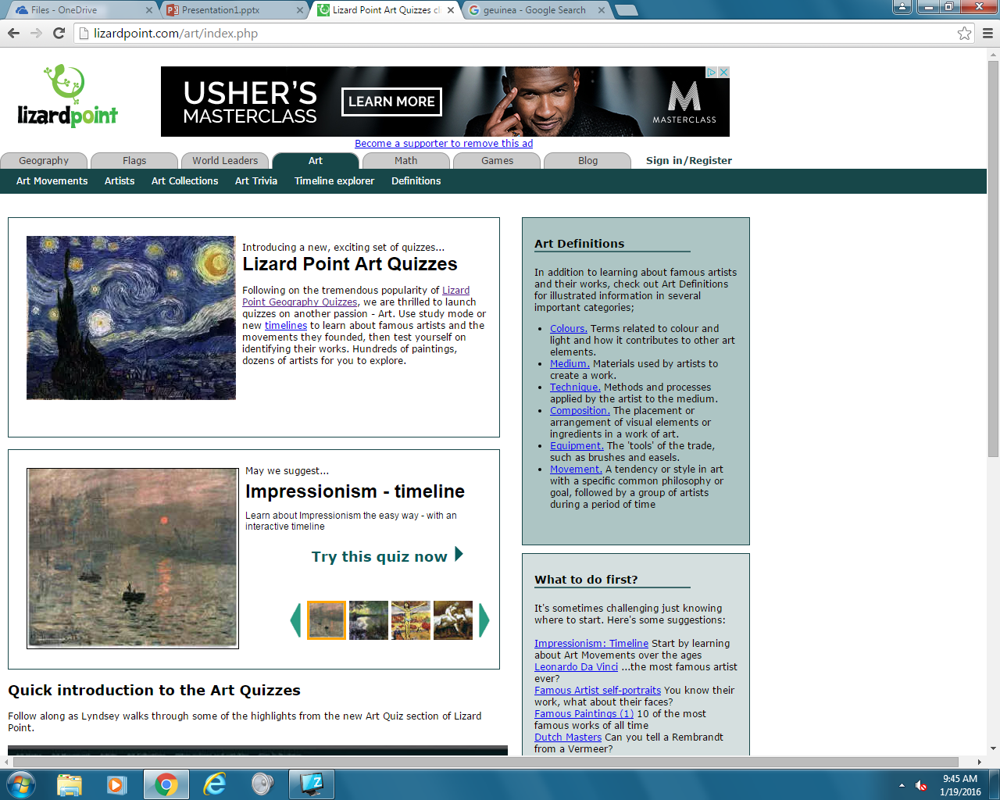 Files - OneDrive
Presentation1.pptx
Lizard Point Art Quizzes cl
geuinea - Google Search
lizardpoint.com/art/index.php
lizardpoint
USHER'S
MASTERCLASS
LEARN MORE
MASTERCLASS
Become a supporter to remove this ad
Geography
Flags
World Leaders
Art
Math
Games
Blog
Sign in/Register
Art Movements
Artists
Art Collections
Art Trivia
Timeline explorer
Definitions
Introducing a new, exciting set of quizzes...
Lizard Point Art Quizzes
Following on the tremendous popularity of Lizard
Point Geography Quizzes, we are thrilled to launch
quizzes on another passion - Art. Use study mode or
new timelines to learn about famous artists and the
movements they founded, then test yourself on
identifying their works. Hundreds of paintings,
dozens of artists for you to explore.
May we suggest...
Impressionism - timeline
Learn about Impressionism the easy way - with an
interactive timeline
Try this quiz now
Quick introduction to the Art Quizzes
Follow along as Lyndsey walks through some of the highlights from the new Art Quiz section of Lizard
Point.
Art Definitions
In addition to learning about famous artists
and their works, check out Art Definitions
for illustrated information in several
important categories;
• Colours. Terms related to colour and
light and how it contributes to other art
elements.
• Medium. Materials used by artists to
create a work.
• Technique. Methods and processes
applied by the artist to the medium.
• Composition. The placement or
arrangement of visual elements or
ingredients in a work of art.
• Equipment. The 'tools' of the trade,
such as brushes and easels.
• Movement. A tendency or style in art
with a specific common philosophy or
goal, followed by a group of artists
during a period of time
What to do first?
It's sometimes challenging just knowing
where to start. Here's some suggestions:
Impressionism: Timeline Start by learning
about Art Movements over the ages
Leonardo Da Vinci ...the most famous artist
ever?
Famous Artist self-portraits You know their
work, what about their faces?
Famous Paintings (1) 10 of the most
famous works of all time
Dutch Masters Can you tell a Rembrandt
from a Vermeer?
9:45 AM
1/19/2016